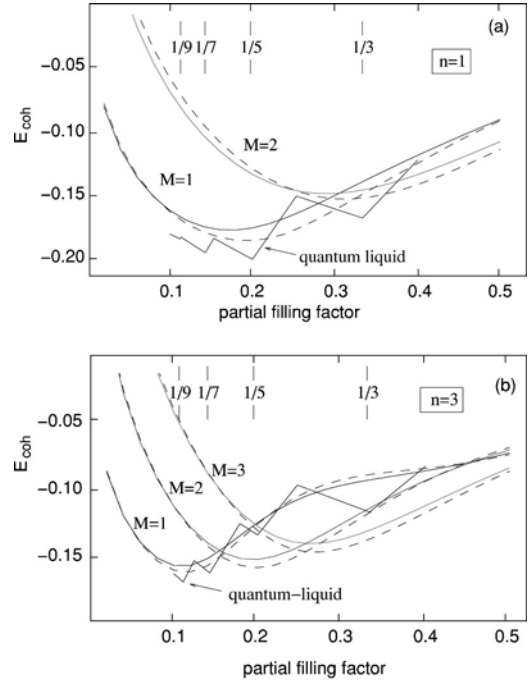 (a)
1/9 1/7 1/5 1/3
n=1
−0.05
−0.10
−0.15
−0.20
E_coh
M=2
M=1
quantum liquid
0.1 0.2 0.3 0.4 0.5
partial filling factor
(b)
1/9 1/7 1/5 1/3
n=3
−0.05
−0.10
−0.15
E_coh
M=3
M=2
M=1
quantum−liquid
0.1 0.2 0.3 0.4 0.5
partial filling factor